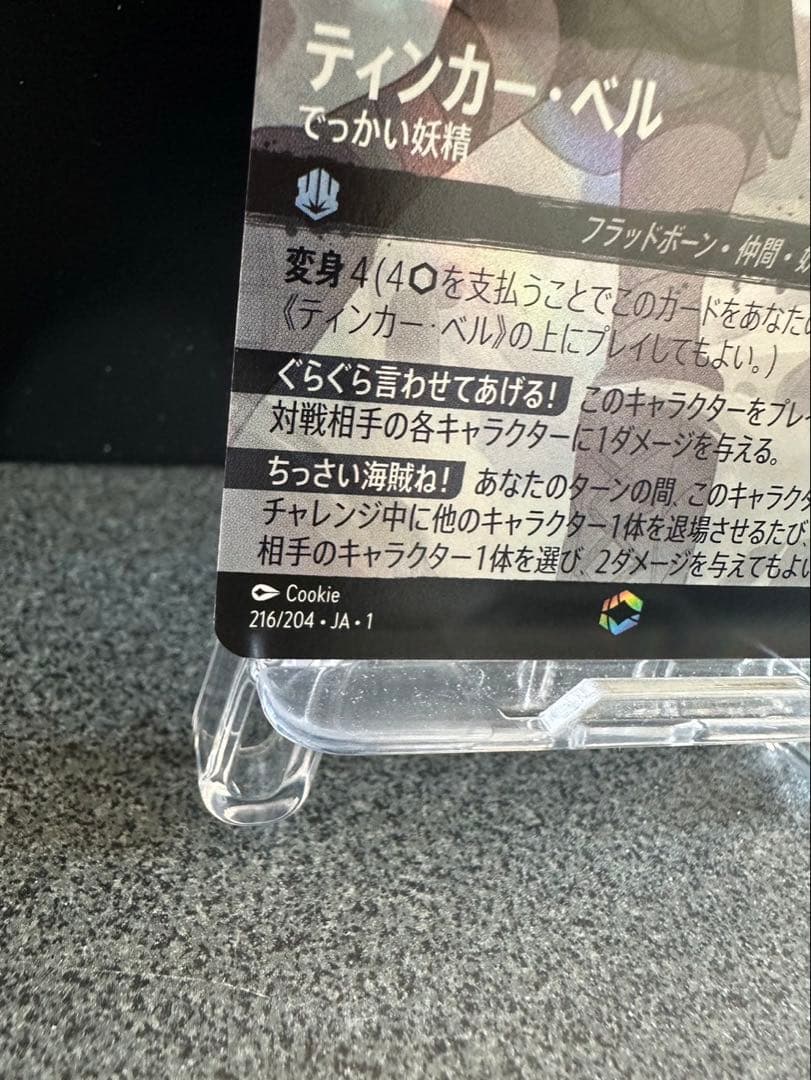 ティンカー・ベル
でっかい妖精
フラッドボーン・仲間・
変身 4 (4⬡を支払うことでこのカードをあなた
《ティンカー・ベル》の上にプレイしてもよい。)
ぐらぐら言わせてあげる! このキャラクターをプレ
対戦相手の各キャラクターに1ダメージを与える。
ちっさい海賊ね! あなたのターンの間、このキャラク
チャレンジ中に他のキャラクター1体を退場させるたび、
相手のキャラクター1体を選び、2ダメージを与えてもよい
Cookie
216/204 • JA • 1